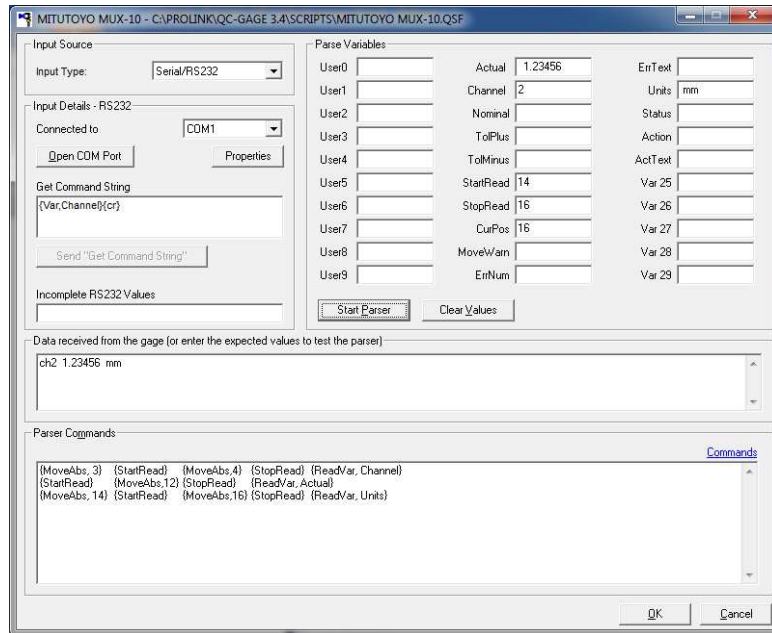 MITUTOYO MUX-10 - C:\PROLINK\QC-GAGE 3.4\SCRIPTS\MITUTOYO MUX-10.QSF
Input Source
Input Type: Serial/RS232
Input Details - RS232
Connected to COM1
Open COM Port Properties
Get Command String
{Var,Channel}{cr}
Send "Get Command String"
Incomplete RS232 Values
Parse Variables
User0 Actual 1.23456 ErrText
User1 Channel 2 Units mm
User2 Nominal Status
User3 TolPlus Action
User4 TolMinus ActText
User5 StartRead 14 Var 25
User6 StopRead 16 Var 26
User7 CurPos 16 Var 27
User8 MoveWarn Var 28
User9 ErrNum Var 29
Start Parser Clear Values
Data received from the gage (or enter the expected values to test the parser)
ch2 1.23456 mm
Parser Commands
Commands
{MoveAbs, 3} {StartRead} {MoveAbs,4} {StopRead} {ReadVar, Channel}
{StartRead} {MoveAbs,12} {StopRead} {ReadVar, Actual}
{MoveAbs, 14} {StartRead} {MoveAbs,16} {StopRead} {ReadVar, Units}
OK Cancel